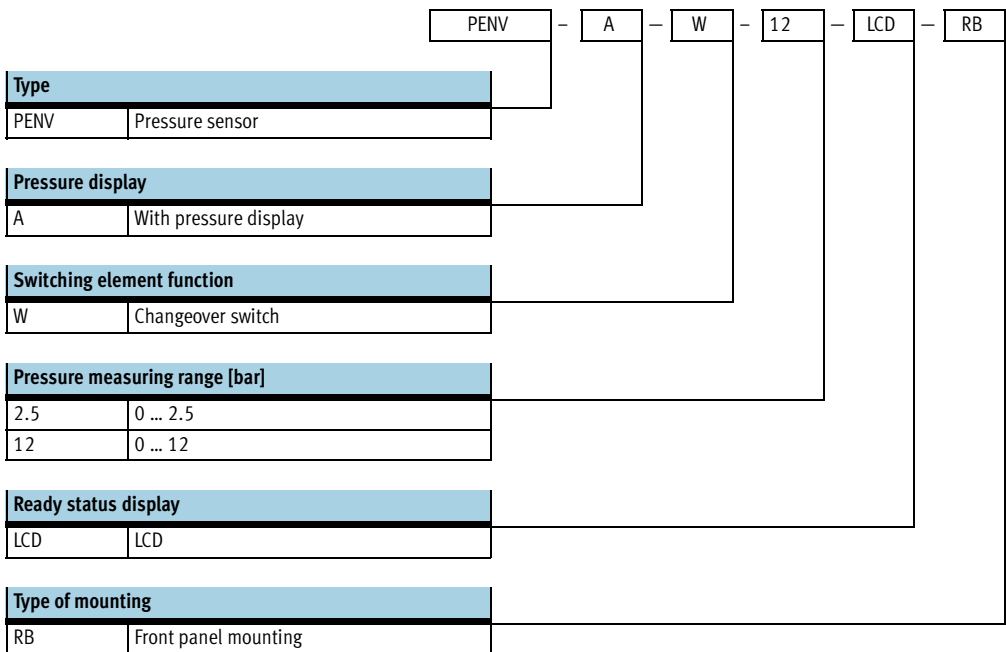 PENV – A — W – 12 — LCD — RB
Type
PENV Pressure sensor
Pressure display
A With pressure display
Switching element function
W Changeover switch
Pressure measuring range [bar]
2.5 0 ... 2.5
12 0 ... 12
Ready status display
LCD LCD
Type of mounting
RB Front panel mounting